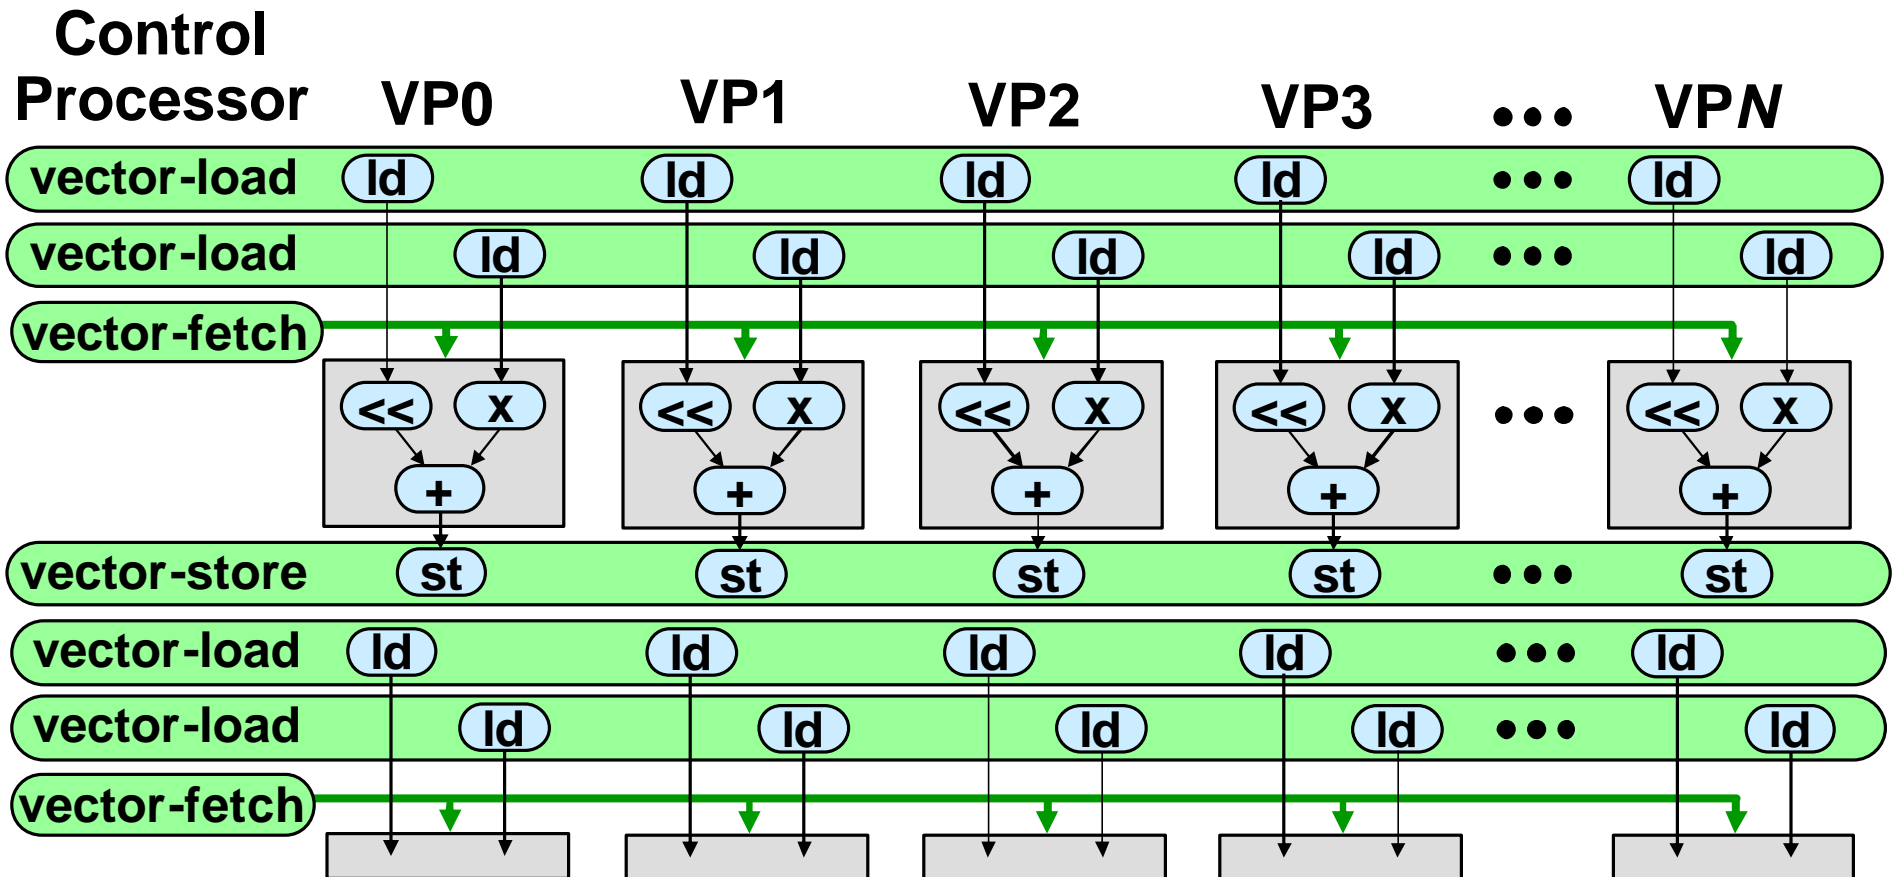 Control
Processor VP0 VP1 VP2 VP3 ••• VPN
vector-load ld ld ld ld ••• ld
vector-load ld ld ld ld ••• ld
vector-fetch
<< x << x << x << x ••• << x
+ + + + +
vector-store st st st st ••• st
vector-load ld ld ld ld ••• ld
vector-load ld ld ld ld ••• ld
vector-fetch